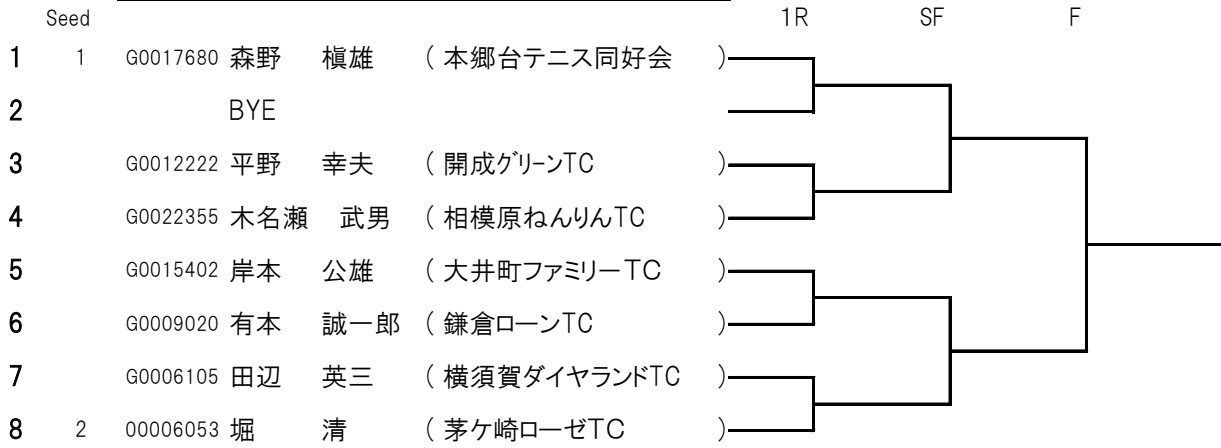 Seed 1R SF F
1 1 G0017680 森野 槇雄 ( 本郷台テニス同好会 )
2 BYE
3 G0012222 平野 幸夫 ( 開成グリーンTC )
4 G0022355 木名瀬 武男 ( 相模原ねんりんTC )
5 G0015402 岸本 公雄 ( 大井町ファミリーTC )
6 G0009020 有本 誠一郎 ( 鎌倉ローンTC )
7 G0006105 田辺 英三 ( 横須賀ダイヤランドTC )
8 2 00006053 堀 清 ( 茅ケ崎ローゼTC )